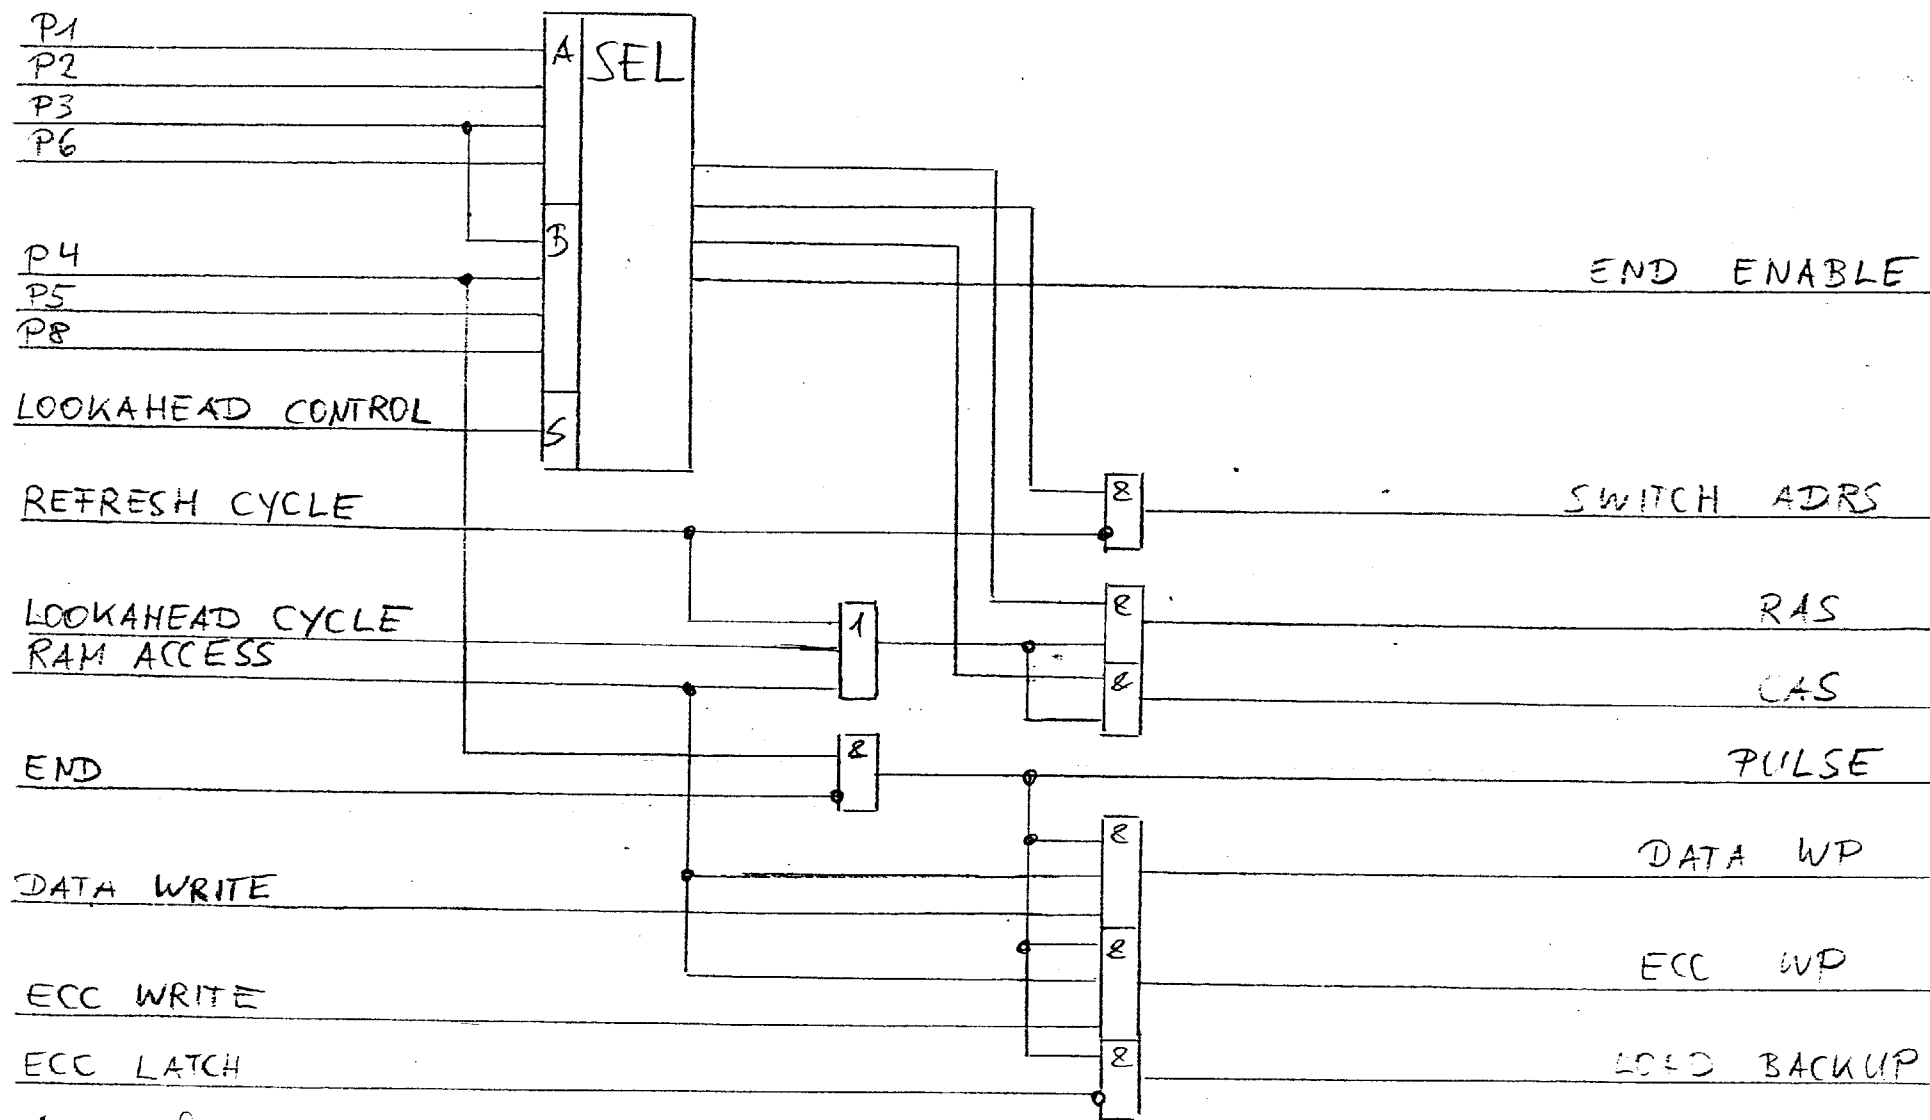 P1
P2
P3
P6
A SEL
B
P4
P5
P8
END ENABLE
LOOKAHEAD CONTROL
S
REFRESH CYCLE
&
SWITCH ADRS
LOOKAHEAD CYCLE
1
&
RAS
RAM ACCESS
&
CAS
END
&
PULSE
&
DATA WP
DATA WRITE
&
ECC WP
ECC WRITE
ECC LATCH
&
LOAD BACKUP